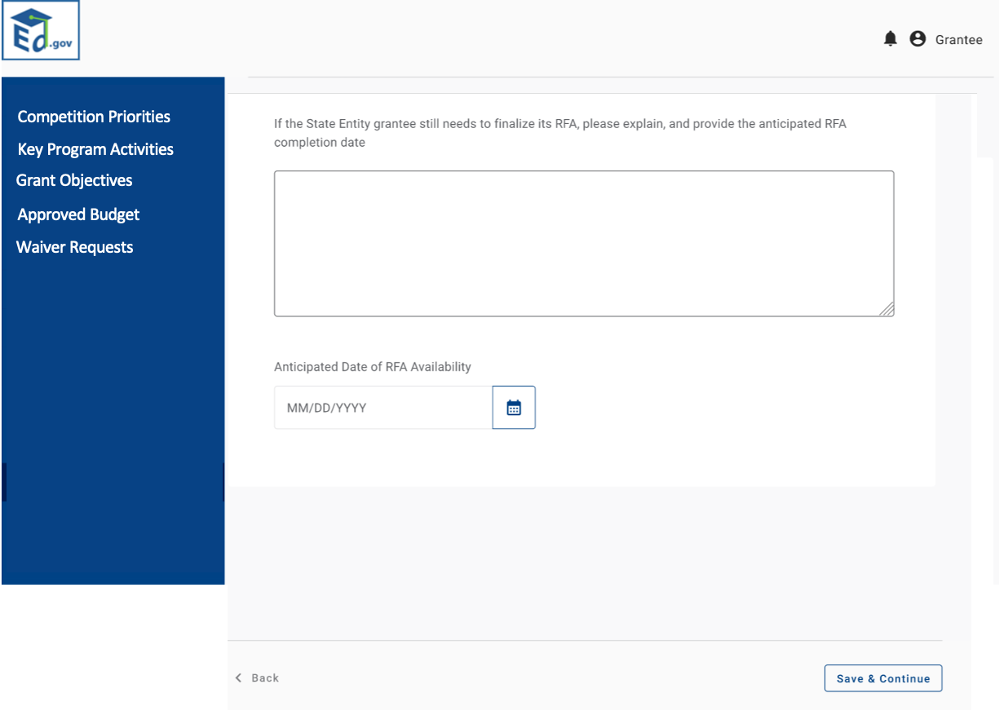 Ed.gov
Grantee
Competition Priorities
Key Program Activities
Grant Objectives
Approved Budget
Waiver Requests
If the State Entity grantee still needs to finalize its RFA, please explain, and provide the anticipated RFA
completion date
Anticipated Date of RFA Availability
MM/DD/YYYY
Back
Save & Continue